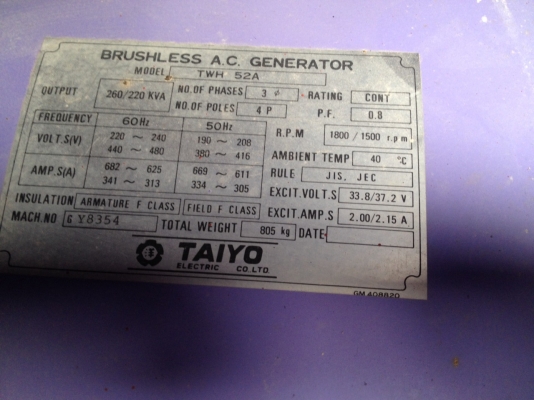 BRUSHLESS A.C. GENERATOR
MODEL TWH 52A
OUTPUT 260/220 KVA NO.OF PHASES 3 φ RATING CONT
NO.OF POLES 4 P P.F. 0.8
FREQUENCY 60Hz 50Hz R.P.M 1800 / 1500 r.p.m
VOLT.S(V) 220 ~ 240 190 ~ 208
440 ~ 480 380 ~ 416 AMBIENT TEMP 40 °C
AMP.S(A) 682 ~ 625 669 ~ 611 RULE JIS, JEC
341 ~ 313 334 ~ 305 EXCIT.VOLT.S 33.8/37.2 V
INSULATION ARMATURE F CLASS FIELD F CLASS EXCIT.AMP.S 2.00/2.15 A
MACH.NO G Y8354 TOTAL WEIGHT 805 kg DATE
TAIYO
ELECTRIC CO.LTD.
GM 408820